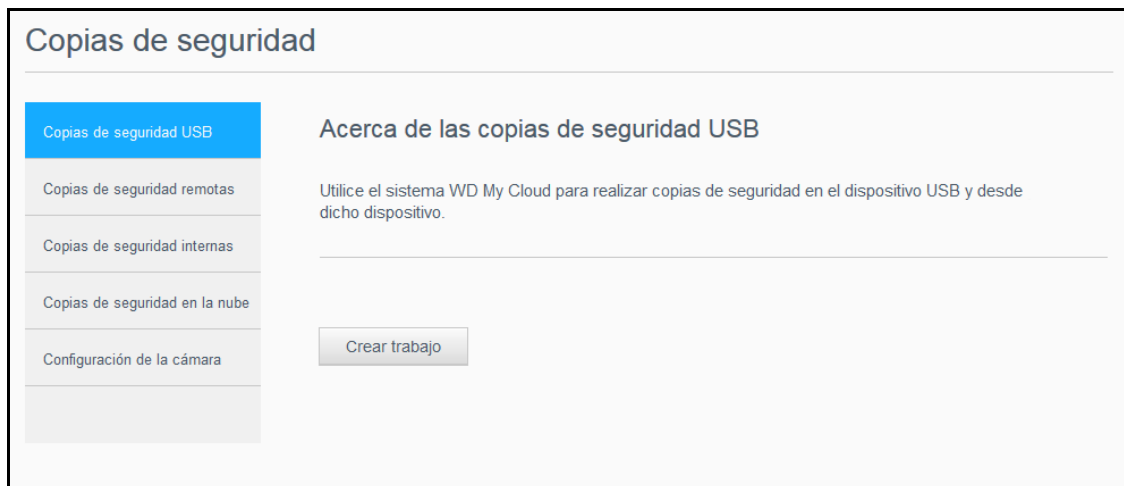 Copias de seguridad
Copias de seguridad USB
Copias de seguridad remotas
Copias de seguridad internas
Copias de seguridad en la nube
Configuración de la cámara
Acerca de las copias de seguridad USB
Utilice el sistema WD My Cloud para realizar copias de seguridad en el dispositivo USB y desde
dicho dispositivo.
Crear trabajo